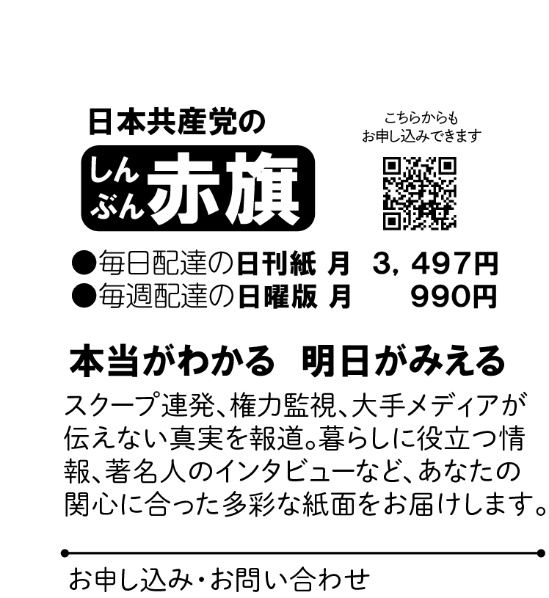 日本共産党の
こちらからも
お申し込みできます
しんぶん 赤旗
●毎日配達の日刊紙 月 3, 497円
●毎週配達の日曜版 月 990円
本当がわかる 明日がみえる
スクープ連発、権力監視、大手メディアが
伝えない真実を報道。暮らしに役立つ情
報、著名人のインタビューなど、あなたの
関心に合った多彩な紙面をお届けします。
お申し込み・お問い合わせ